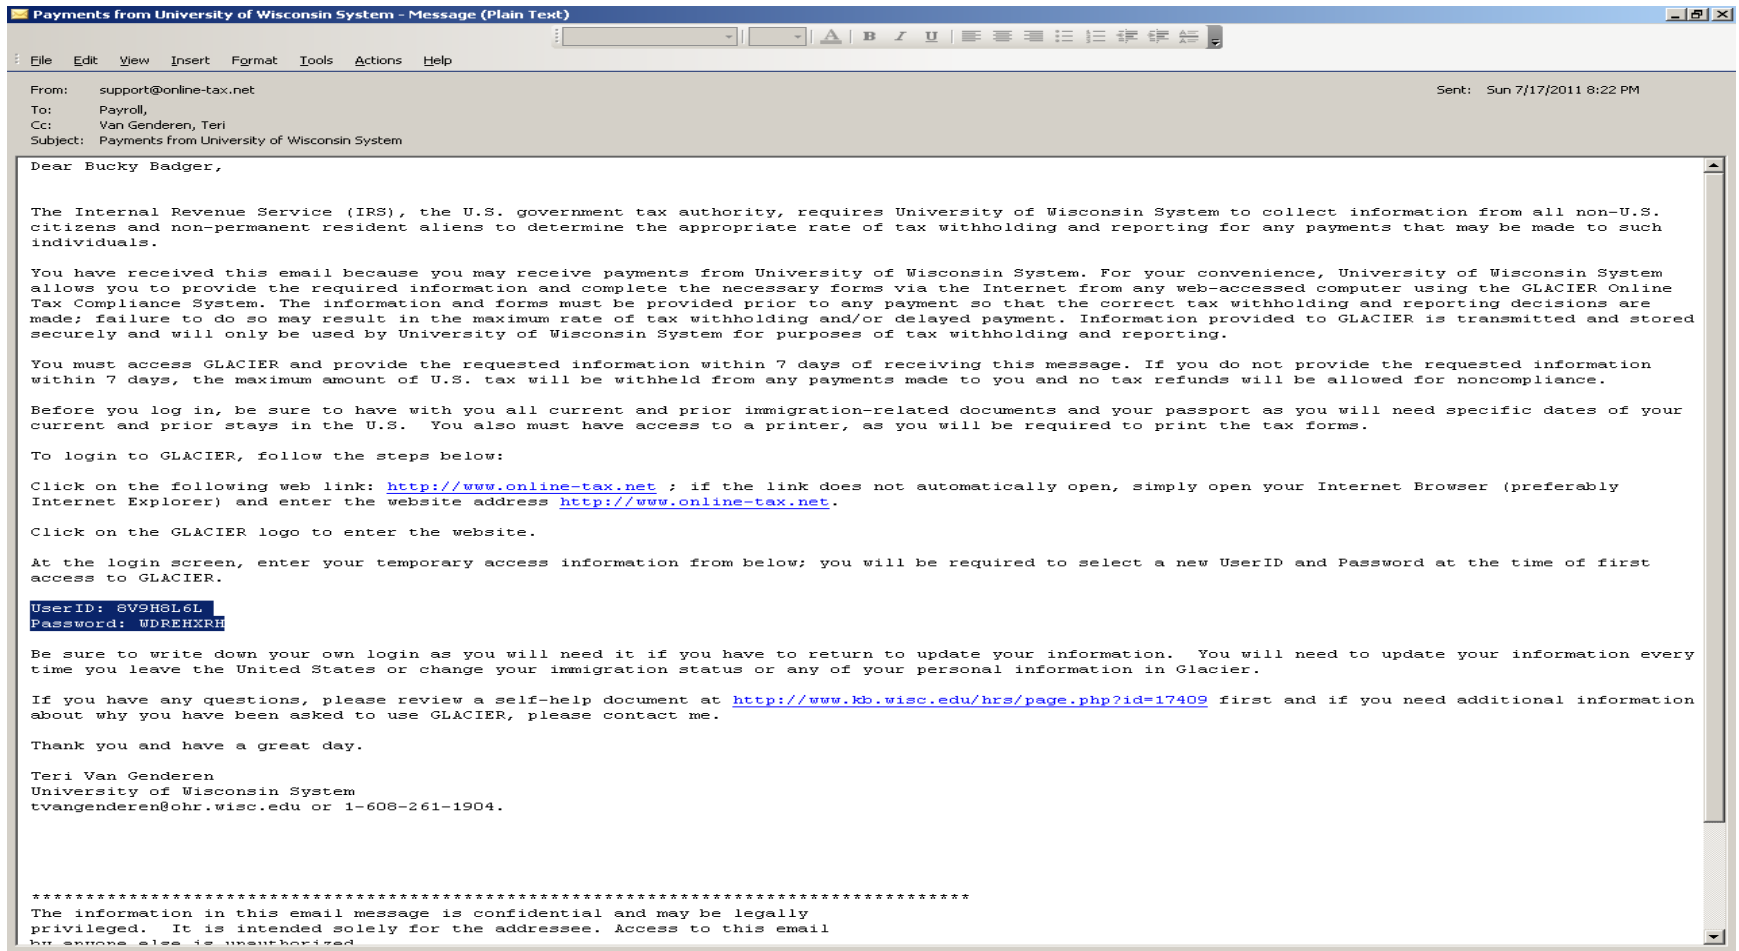 Payments from University of Wisconsin System - Message (Plain Text)
A B I U
File Edit View Insert Format Tools Actions Help
From: support@online-tax.net Sent: Sun 7/17/2011 8:22 PM
To: Payroll,
Cc: Van Genderen, Teri
Subject: Payments from University of Wisconsin System
Dear Bucky Badger,
The Internal Revenue Service (IRS), the U.S. government tax authority, requires University of Wisconsin System to collect information from all non-U.S.
citizens and non-permanent resident aliens to determine the appropriate rate of tax withholding and reporting for any payments that may be made to such
individuals.
You have received this email because you may receive payments from University of Wisconsin System. For your convenience, University of Wisconsin System
allows you to provide the required information and complete the necessary forms via the Internet from any web-accessed computer using the GLACIER Online
Tax Compliance System. The information and forms must be provided prior to any payment so that the correct tax withholding and reporting decisions are
made; failure to do so may result in the maximum rate of tax withholding and/or delayed payment. Information provided to GLACIER is transmitted and stored
securely and will only be used by University of Wisconsin System for purposes of tax withholding and reporting.
You must access GLACIER and provide the requested information within 7 days of receiving this message. If you do not provide the requested information
within 7 days, the maximum amount of U.S. tax will be withheld from any payments made to you and no tax refunds will be allowed for noncompliance.
Before you log in, be sure to have with you all current and prior immigration-related documents and your passport as you will need specific dates of your
current and prior stays in the U.S.  You also must have access to a printer, as you will be required to print the tax forms.
To login to GLACIER, follow the steps below:
Click on the following web link: http://www.online-tax.net ; if the link does not automatically open, simply open your Internet Browser (preferably
Internet Explorer) and enter the website address http://www.online-tax.net.
Click on the GLACIER logo to enter the website.
At the login screen, enter your temporary access information from below; you will be required to select a new UserID and Password at the time of first
access to GLACIER.
UserID: 8V9H8L6L
Password: WDREHXRH
Be sure to write down your own login as you will need it if you have to return to update your information.  You will need to update your information every
time you leave the United States or change your immigration status or any of your personal information in Glacier.
If you have any questions, please review a self-help document at http://www.kb.wisc.edu/hrs/page.php?id=17409 first and if you need additional information
about why you have been asked to use GLACIER, please contact me.
Thank you and have a great day.
Teri Van Genderen
University of Wisconsin System
tvangenderen@ohr.wisc.edu or 1-608-261-1904.
******************************************************************************************
The information in this email message is confidential and may be legally
privileged.  It is intended solely for the addressee. Access to this email
by anyone else is unauthorized